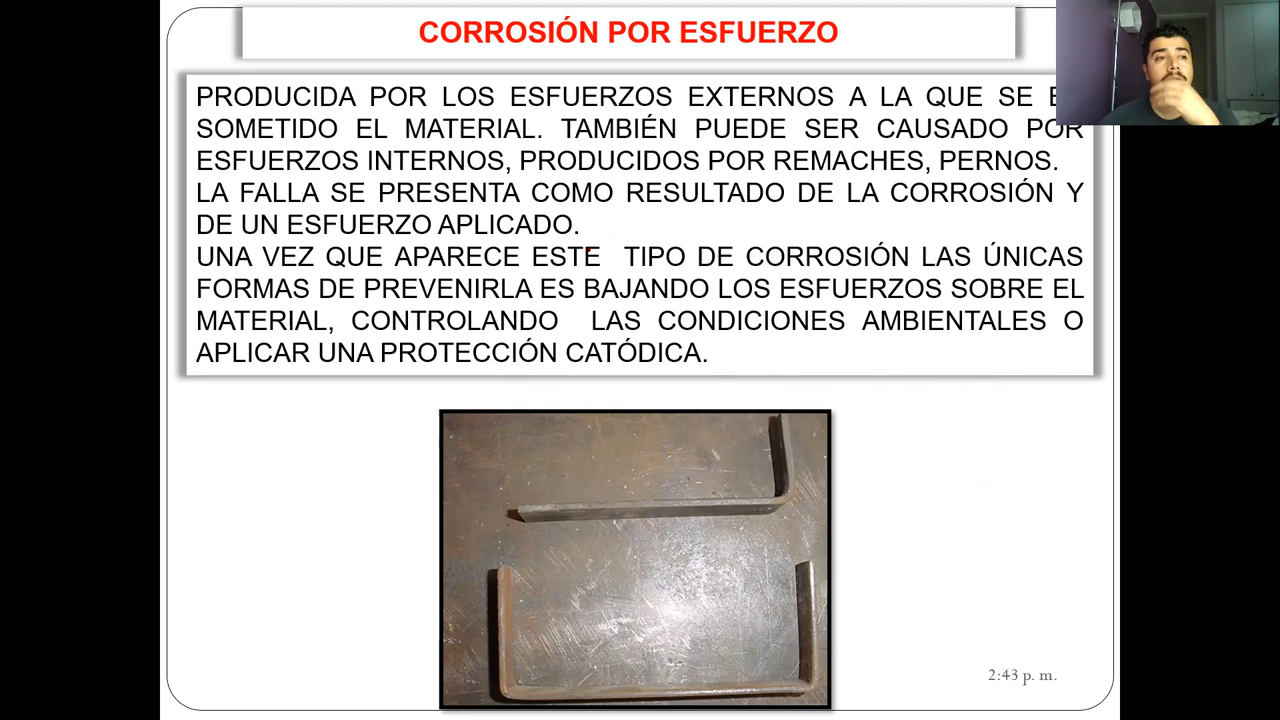 CORROSIÓN POR ESFUERZO
PRODUCIDA POR LOS ESFUERZOS EXTERNOS A LA QUE SE
SOMETIDO EL MATERIAL. TAMBIÉN PUEDE SER CAUSADO POR
ESFUERZOS INTERNOS, PRODUCIDOS POR REMACHES, PERNOS.
LA FALLA SE PRESENTA COMO RESULTADO DE LA CORROSIÓN Y
DE UN ESFUERZO APLICADO.
UNA VEZ QUE APARECE ESTE TIPO DE CORROSIÓN LAS ÚNICAS
FORMAS DE PREVENIRLA ES BAJANDO LOS ESFUERZOS SOBRE EL
MATERIAL, CONTROLANDO LAS CONDICIONES AMBIENTALES O
APLICAR UNA PROTECCIÓN CATÓDICA.
2:43 p. m.